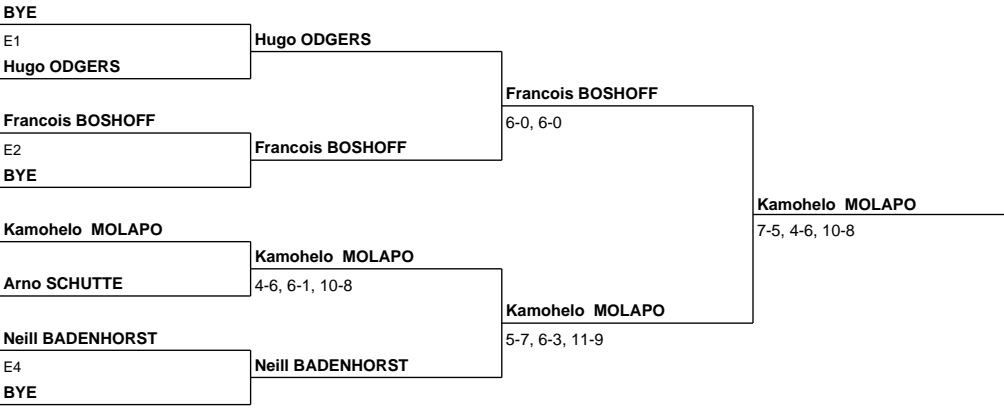 BYE
E1
Hugo ODGERS
Hugo ODGERS
Francois BOSHOFF
6-0, 6-0
Francois BOSHOFF
E2
Francois BOSHOFF
BYE
Kamohelo  MOLAPO
7-5, 4-6, 10-8
Kamohelo  MOLAPO
Kamohelo  MOLAPO
Arno SCHUTTE
4-6, 6-1, 10-8
Kamohelo  MOLAPO
5-7, 6-3, 11-9
Neill BADENHORST
E4
Neill BADENHORST
BYE